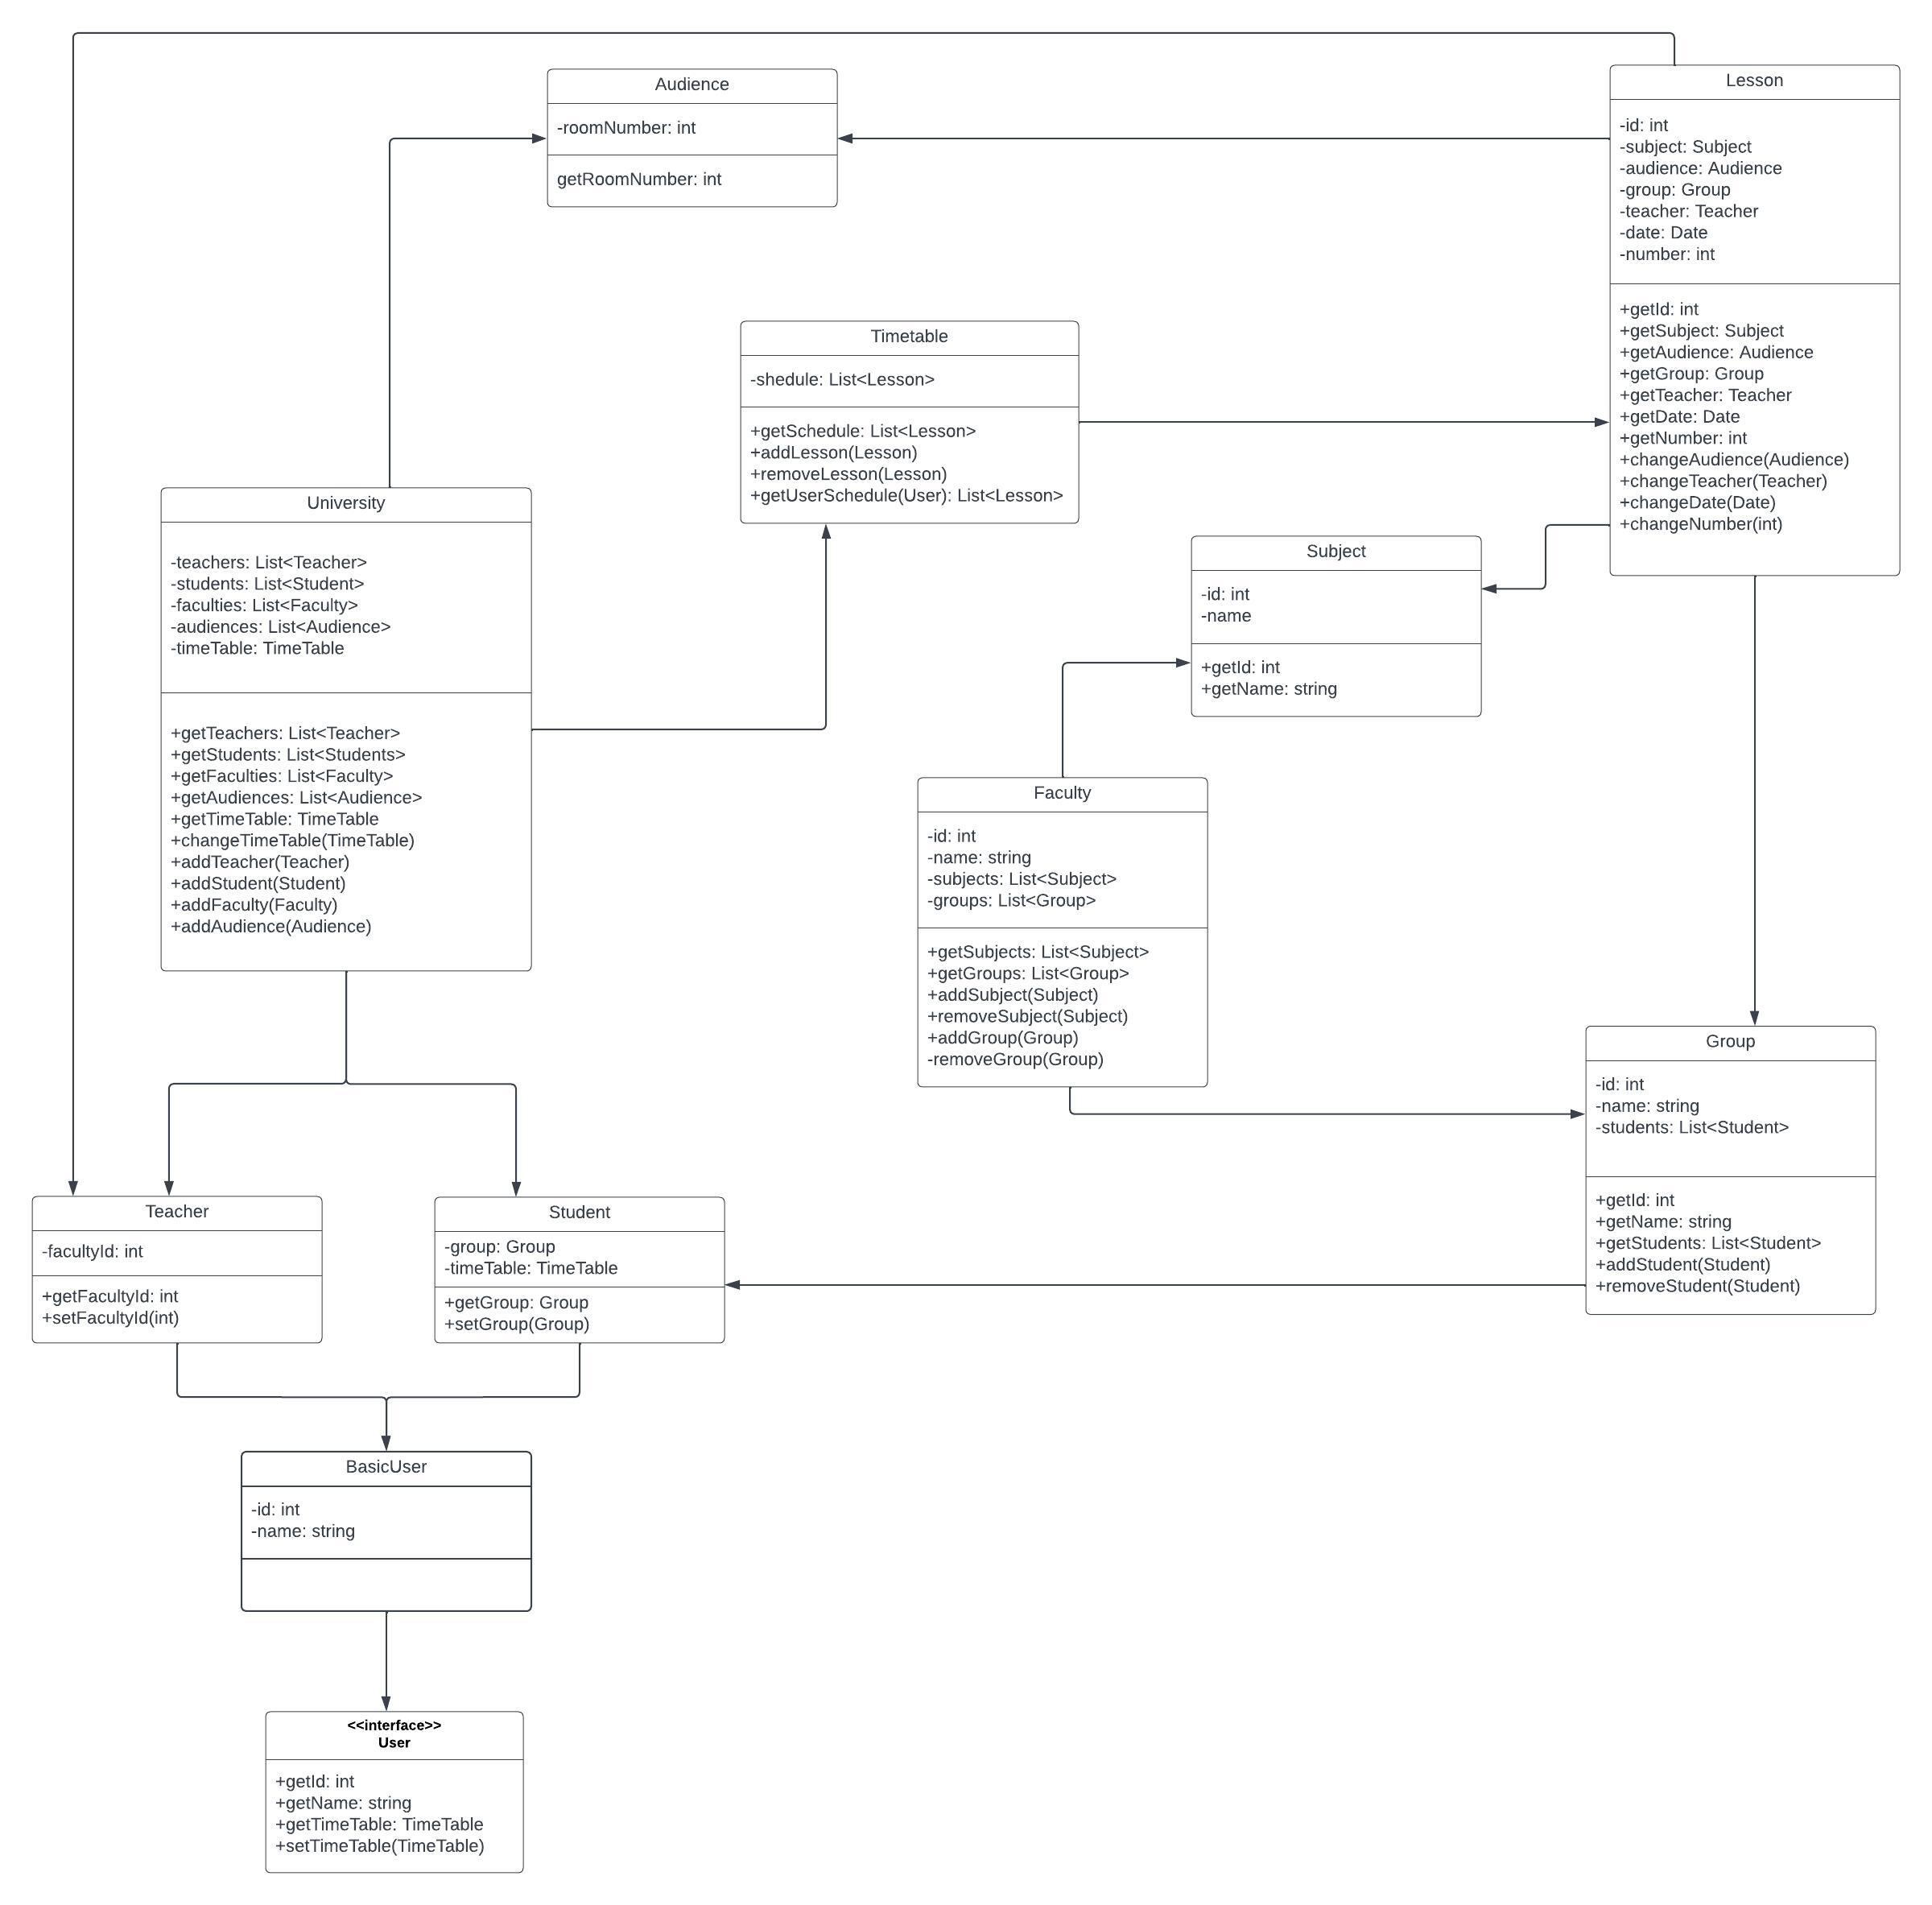 Audience
-roomNumber: int
getRoomNumber: int
Lesson
-id: int
-subject: Subject
-audience: Audience
-group: Group
-teacher: Teacher
-date: Date
-number: int
+getId: int
+getSubject: Subject
+getAudience: Audience
+getGroup: Group
+getTeacher: Teacher
+getDate: Date
+getNumber: int
+changeAudience(Audience)
+changeTeacher(Teacher)
+changeDate(Date)
+changeNumber(int)
Timetable
-shedule: List<Lesson>
+getSchedule: List<Lesson>
+addLesson(Lesson)
+removeLesson(Lesson)
+getUserSchedule(User): List<Lesson>
University
-teachers: List<Teacher>
-students: List<Student>
-faculties: List<Faculty>
-audiences: List<Audience>
-timeTable: TimeTable
+getTeachers: List<Teacher>
+getStudents: List<Students>
+getFaculties: List<Faculty>
+getAudiences: List<Audience>
+getTimeTable: TimeTable
+changeTimeTable(TimeTable)
+addTeacher(Teacher)
+addStudent(Student)
+addFaculty(Faculty)
+addAudience(Audience)
Subject
-id: int
-name
+getId: int
+getName: string
Faculty
-id: int
-name: string
-subjects: List<Subject>
-groups: List<Group>
+getSubjects: List<Subject>
+getGroups: List<Group>
+addSubject(Subject)
+removeSubject(Subject)
+addGroup(Group)
-removeGroup(Group)
Group
-id: int
-name: string
-students: List<Student>
+getId: int
+getName: string
+getStudents: List<Student>
+addStudent(Student)
+removeStudent(Student)
Teacher
-facultyId: int
+getFacultyId: int
+setFacultyId(int)
Student
-group: Group
-timeTable: TimeTable
+getGroup: Group
+setGroup(Group)
BasicUser
-id: int
-name: string
<<interface>>
User
+getId: int
+getName: string
+getTimeTable: TimeTable
+setTimeTable(TimeTable)